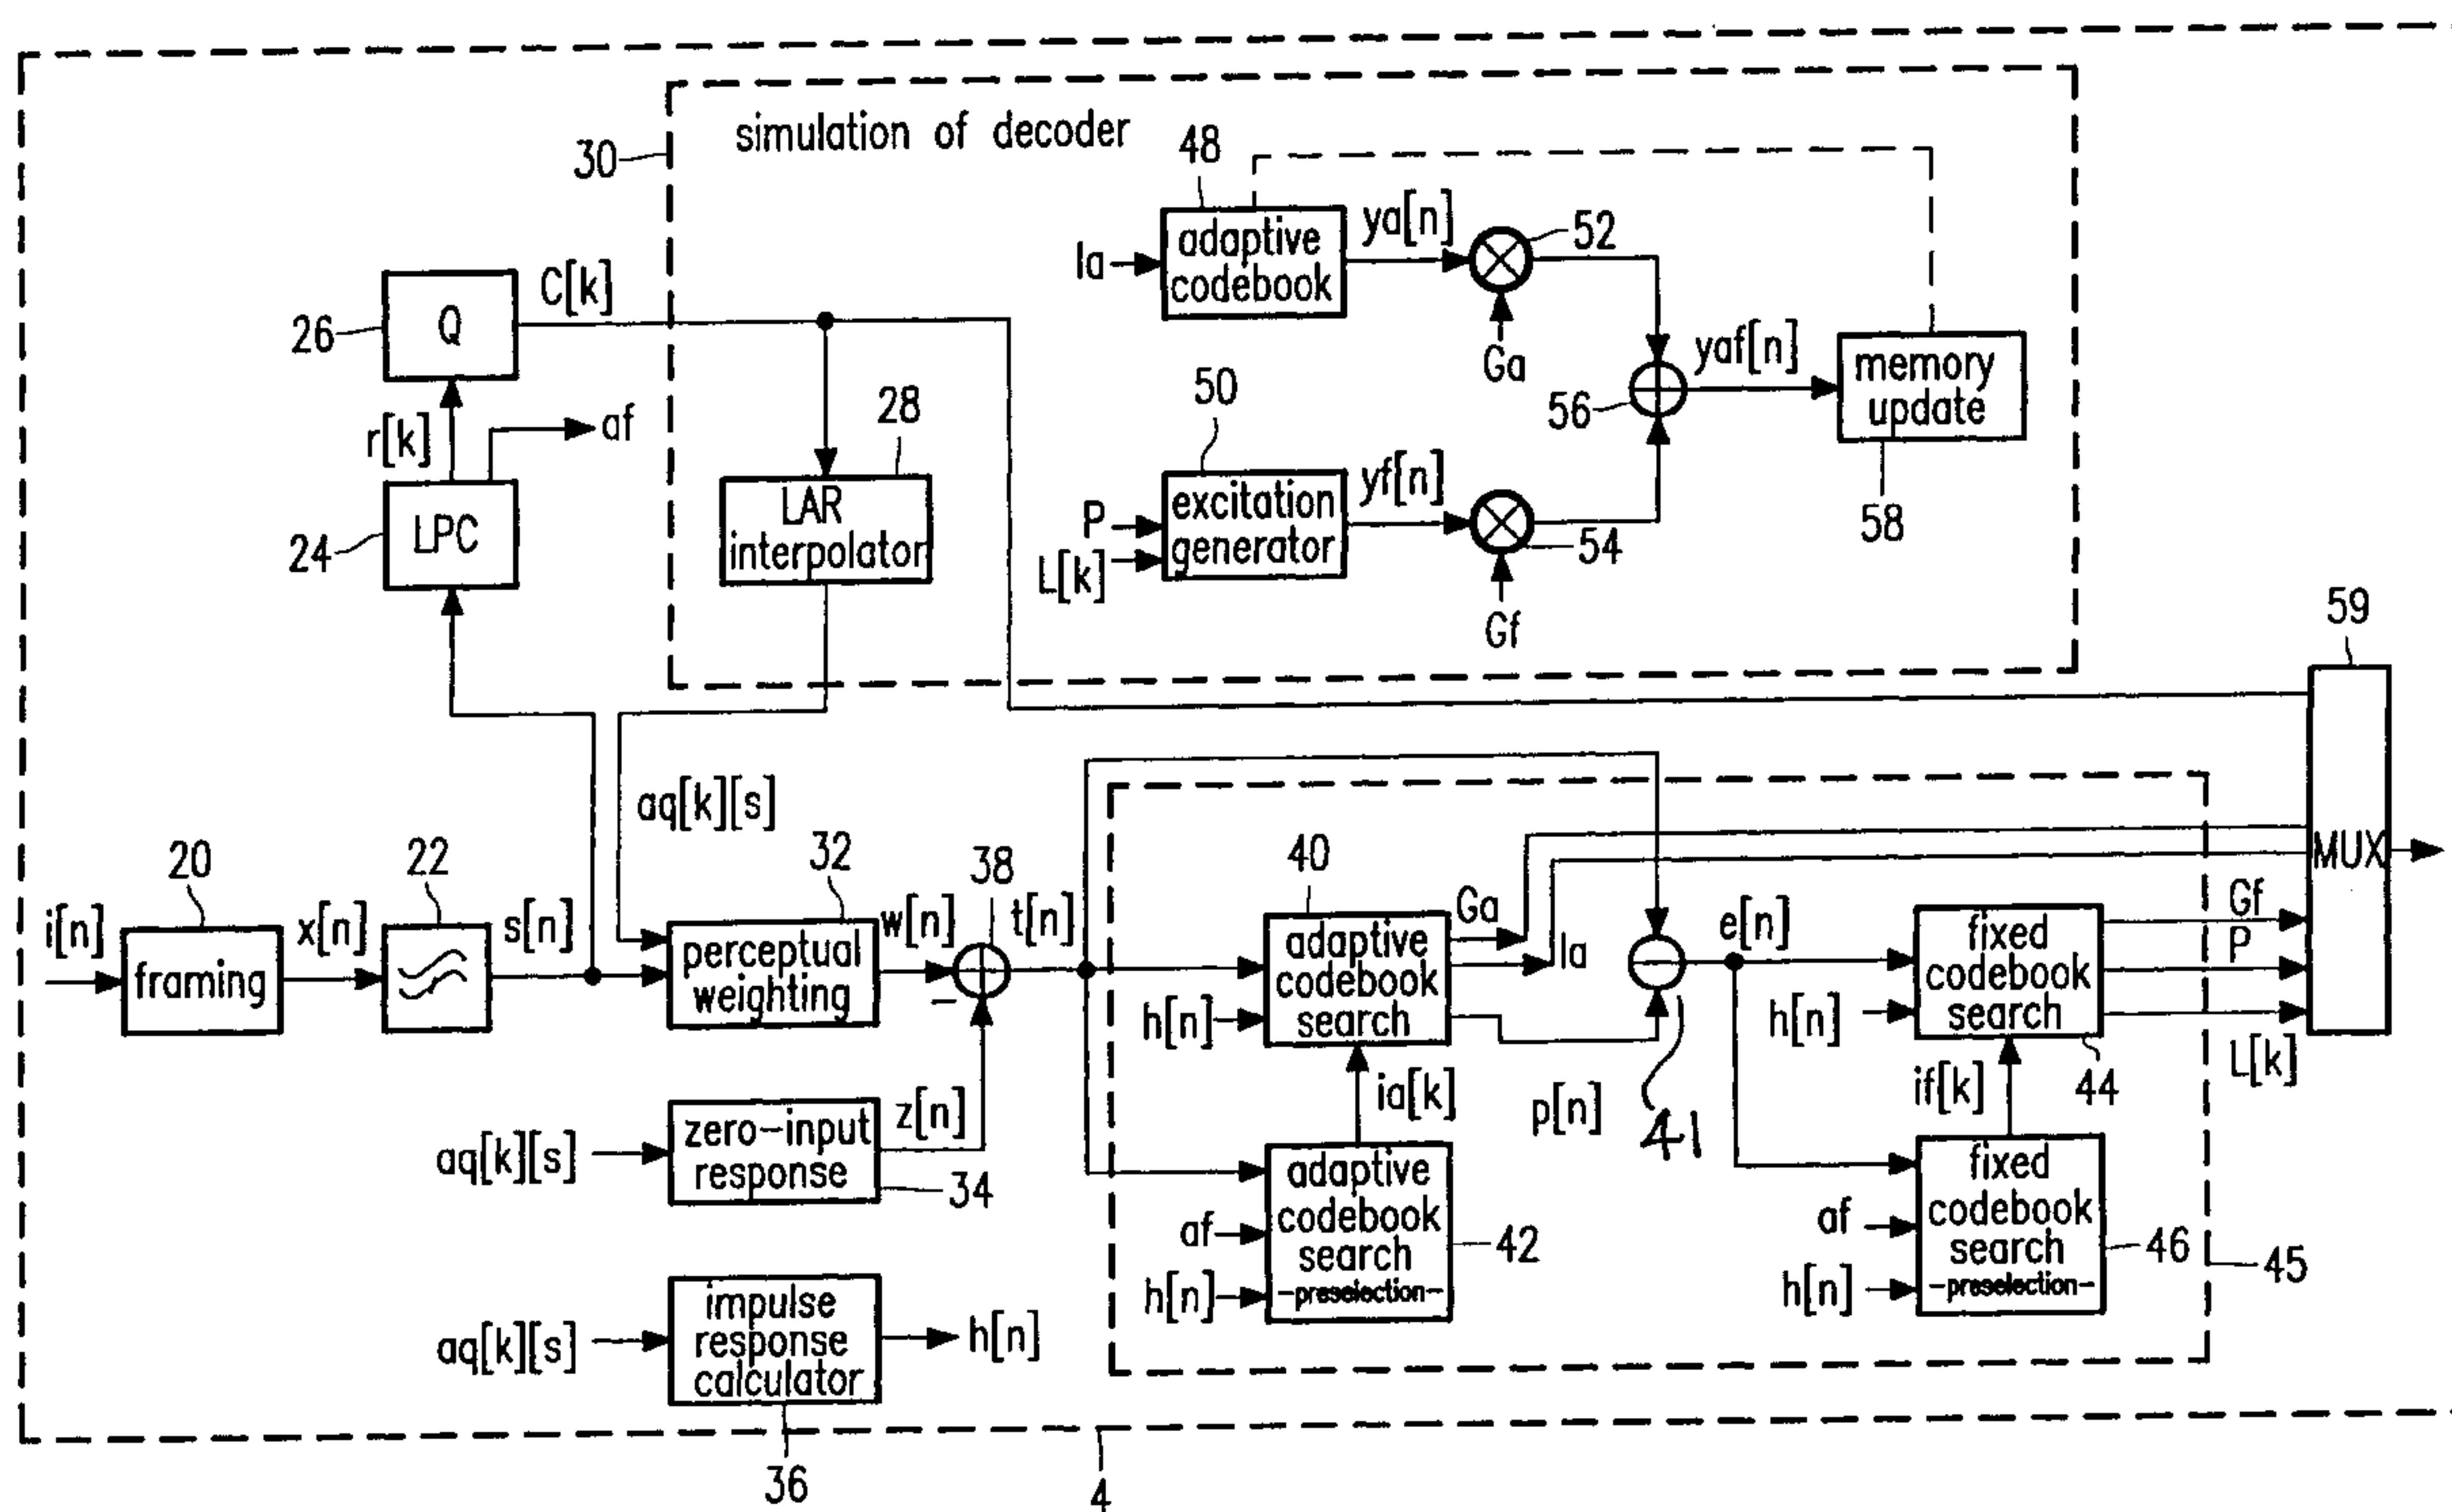 simulation of decoder
30
48
adaptive
codebook
Ia
ya[n]
52
Ga
26
Q
C[k]
r[k]
af
24
LPC
28
LAR
interpolator
50
P
L[k]
excitation
generator
yf[n]
54
Gf
56
yaf[n]
memory
update
58
59
MUX
aq[k][s]
i[n]
20
framing
x[n]
22
s[n]
32
perceptual
weighting
w[n]
38
-
t[n]
40
adaptive
codebook
search
h[n]
Ga
Ia
p[n]
41
e[n]
fixed
codebook
search
h[n]
44
Gf
P
L[k]
aq[k][s]
zero-input
response
z[n]
34
ia[k]
adaptive
codebook
search
-preselection-
af
h[n]
42
if[k]
fixed
codebook
search
-preselection-
af
h[n]
46
45
aq[k][s]
impulse
response
calculator
h[n]
36
4